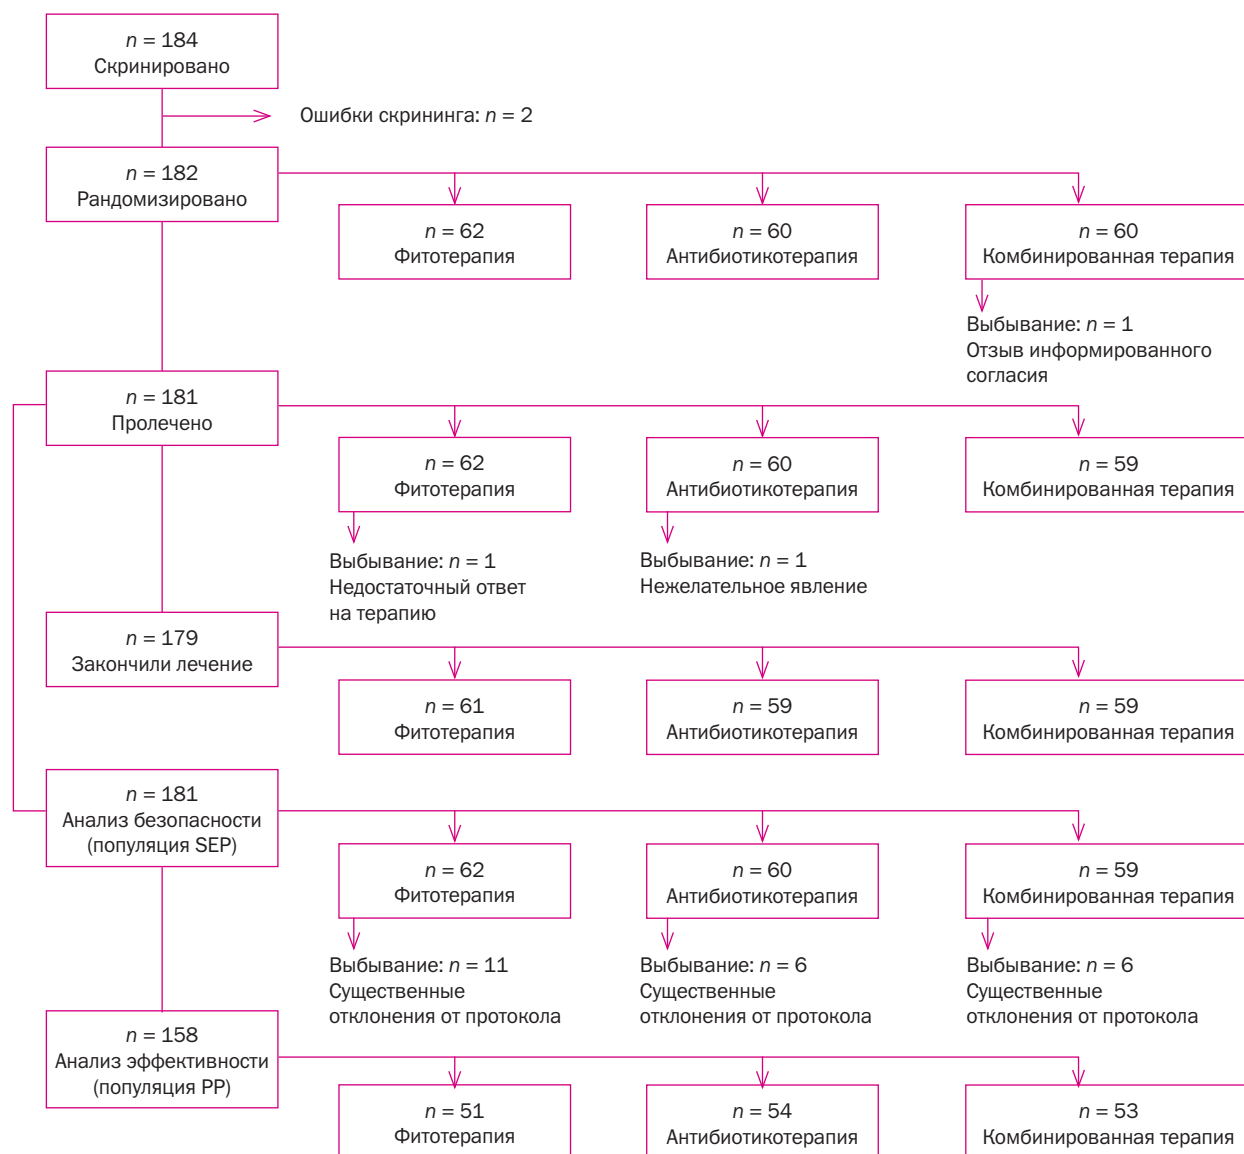 n = 184
Скринировано
Ошибки скрининга: n = 2
n = 182
Рандомизировано
n = 62
Фитотерапия
n = 60
Антибиотикотерапия
n = 60
Комбинированная терапия
Выбывание: n = 1
Отзыв информированного
согласия
n = 181
Пролечено
n = 62
Фитотерапия
n = 60
Антибиотикотерапия
n = 59
Комбинированная терапия
Выбывание: n = 1
Недостаточный ответ
на терапию
Выбывание: n = 1
Нежелательное явление
n = 179
Закончили лечение
n = 61
Фитотерапия
n = 59
Антибиотикотерапия
n = 59
Комбинированная терапия
n = 181
Анализ безопасности
(популяция SEP)
n = 62
Фитотерапия
n = 60
Антибиотикотерапия
n = 59
Комбинированная терапия
Выбывание: n = 11
Существенные
отклонения от протокола
Выбывание: n = 6
Существенные
отклонения от протокола
Выбывание: n = 6
Существенные
отклонения от протокола
n = 158
Анализ эффективности
(популяция PP)
n = 51
Фитотерапия
n = 54
Антибиотикотерапия
n = 53
Комбинированная терапия